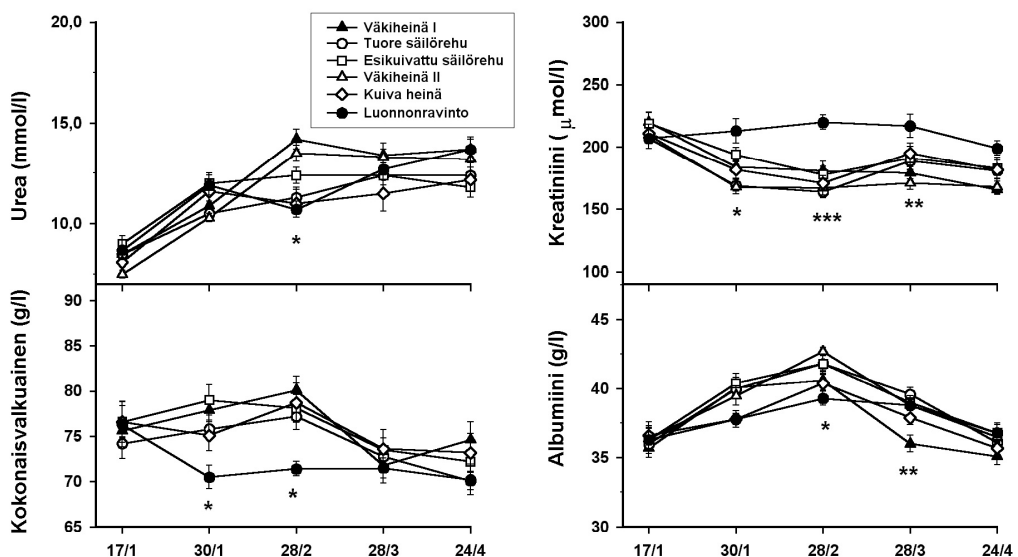 Urea (mmol/l)
20,0
15,0
10,0
Väkiheinä I
Tuore säilörehu
Esikuivattu säilörehu
Väkiheinä II
Kuiva heinä
Luonnonravinto
*
Kreatiniini ( μmol/l)
300
250
200
150
100
*
***
**
Kokonaisvalkuainen (g/l)
90
85
80
75
70
65
*
*
17/1 30/1 28/2 28/3 24/4
Albumiini (g/l)
45
40
35
30
*
**
17/1 30/1 28/2 28/3 24/4